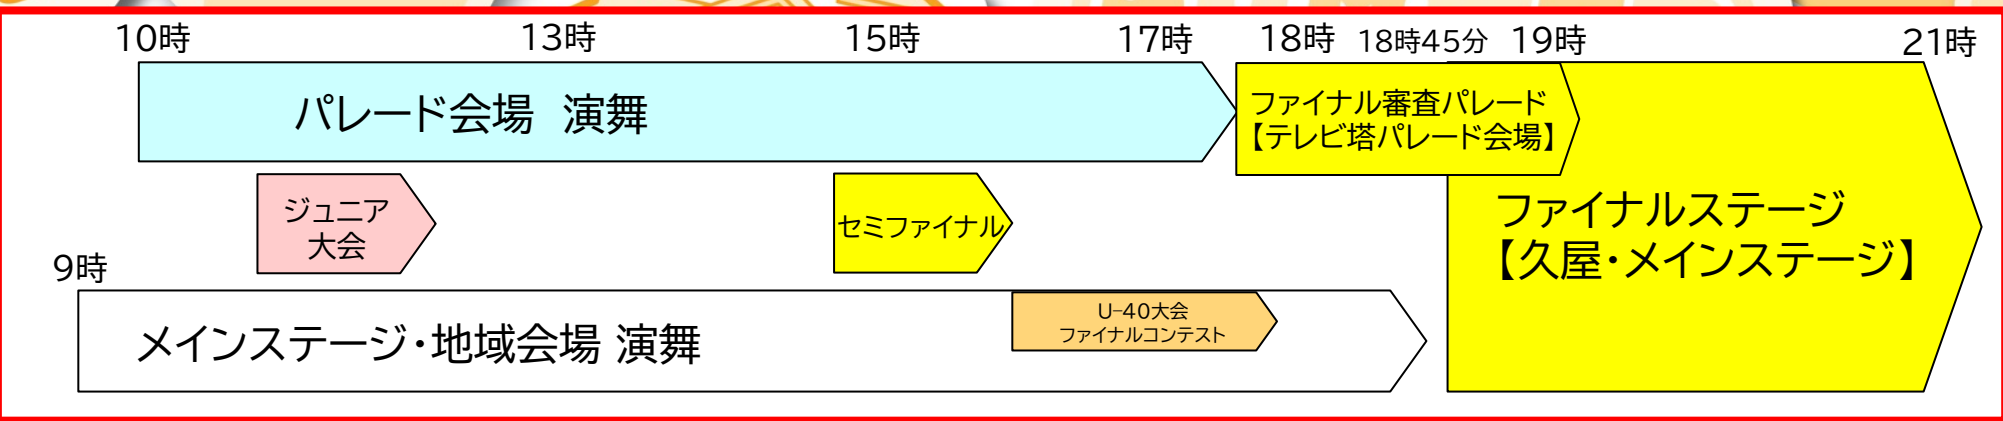 10時
13時
15時
17時
18時
18時45分
19時
21時
パレード会場　演舞
ファイナル審査パレード
【テレビ塔パレード会場】
ジュニア
大会
セミファイナル
ファイナルステージ
【久屋・メインステージ】
9時
メインステージ・地域会場 演舞
U-40大会
ファイナルコンテスト